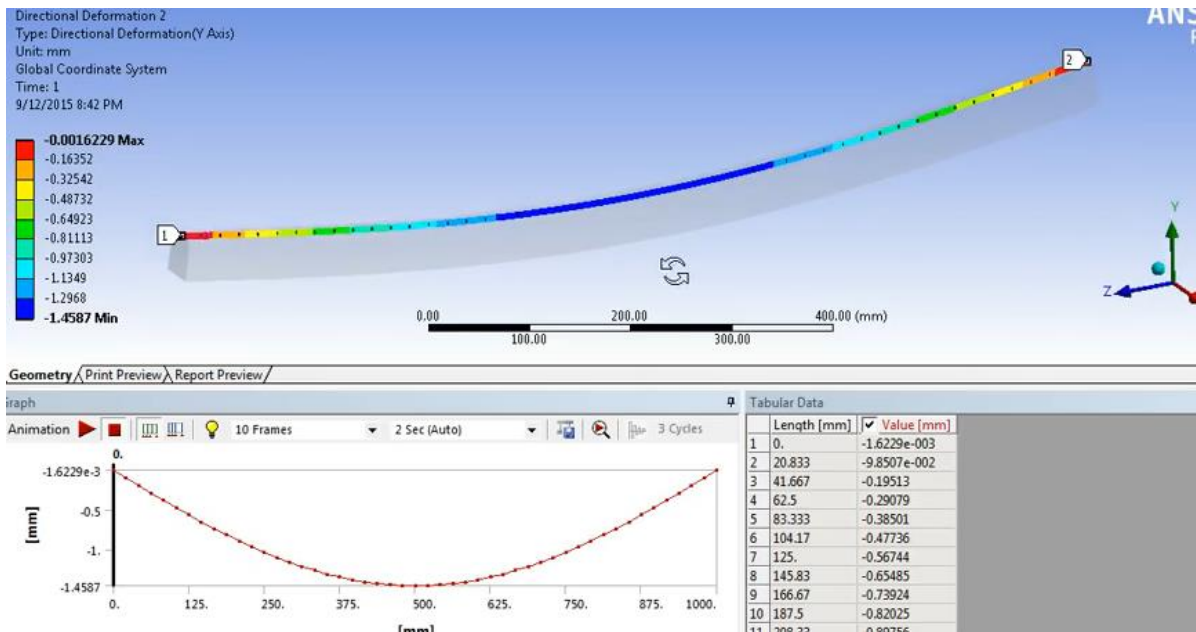 Directional Deformation 2
Type: Directional Deformation(Y Axis)
Unit: mm
Global Coordinate System
Time: 1
9/12/2015 8:42 PM
-0.0016229 Max
-0.16352
-0.32542
-0.48732
-0.64923
-0.81113
-0.97303
-1.1349
-1.2968
-1.4587 Min
1
2
Y
Z
0.00 200.00 400.00 (mm)
100.00 300.00
Geometry Print Preview Report Preview
Animation 10 Frames 2 Sec (Auto) 3 Cycles
0.
-1.6229e-3
-0.5
-1.
-1.4587
[mm]
0. 125. 250. 375. 500. 625. 750. 875. 1000.
[mm]
Tabular Data
Length [mm] Value [mm]
1 0. -1.6229e-003
2 20.833 -9.8507e-002
3 41.667 -0.19513
4 62.5 -0.29079
5 83.333 -0.38501
6 104.17 -0.47736
7 125. -0.56744
8 145.83 -0.65485
9 166.67 -0.73924
10 187.5 -0.82025
11 208.33 -0.89756